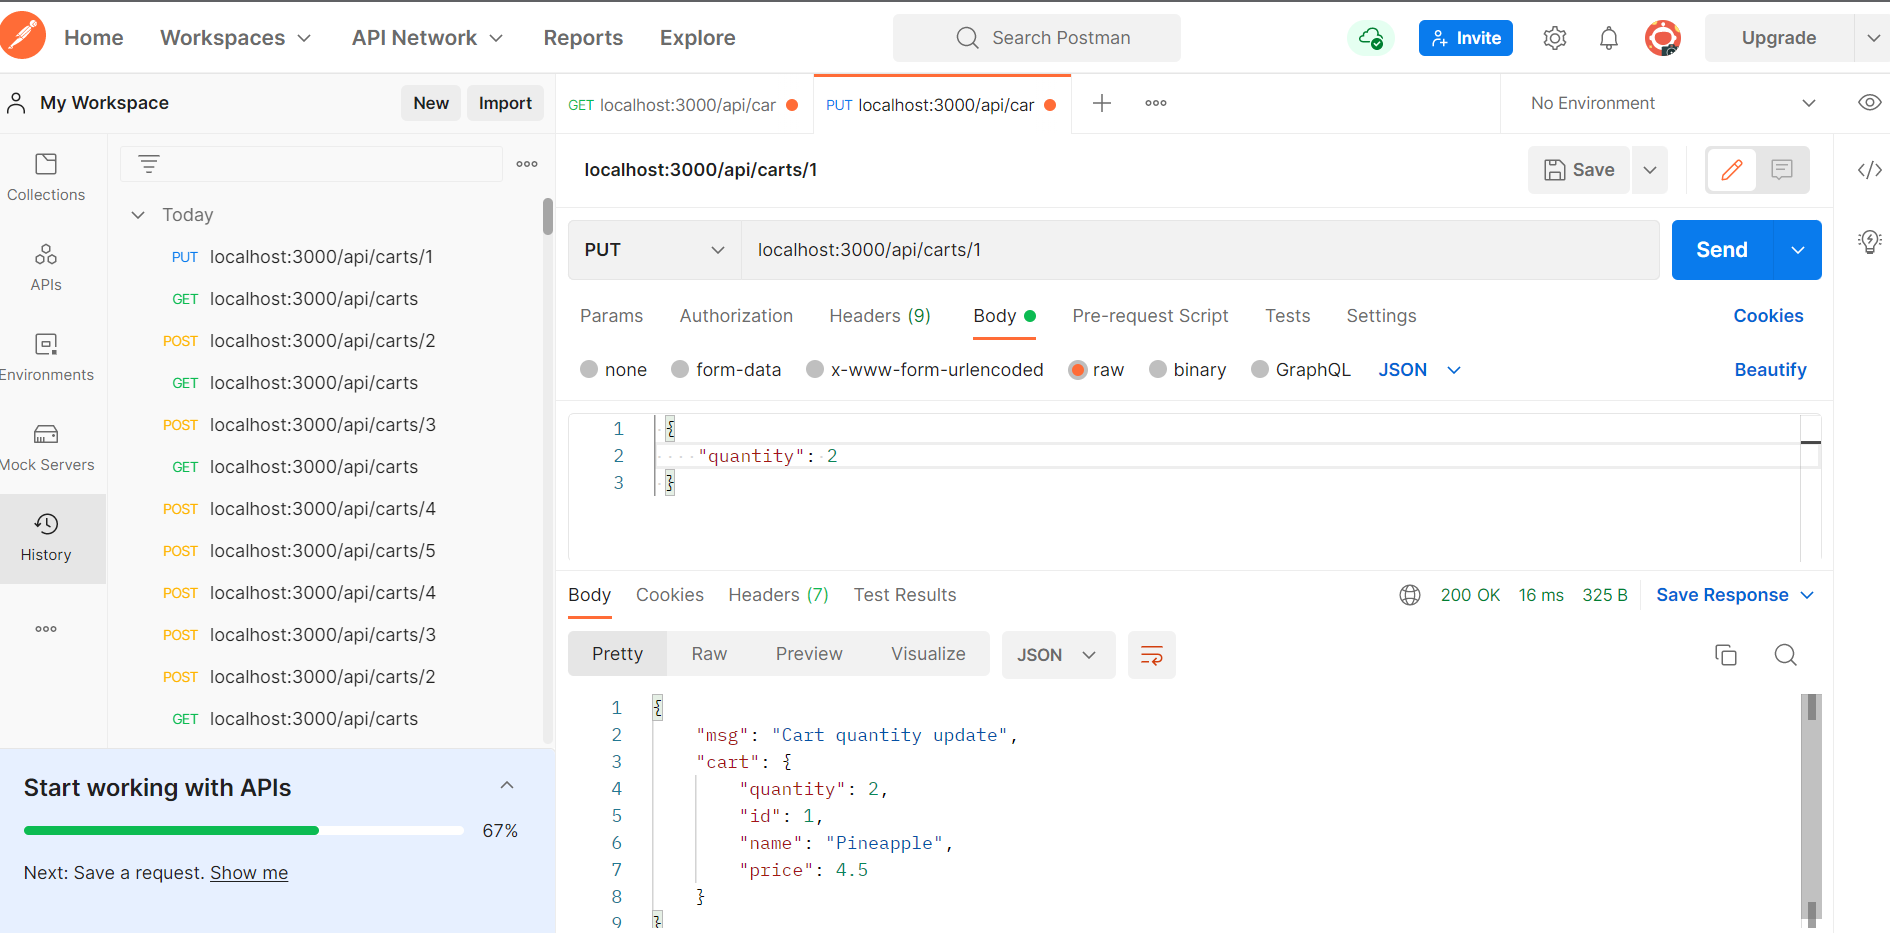 Home Workspaces API Network Reports Explore Search Postman Invite Upgrade
My Workspace New Import
GET localhost:3000/api/car PUT localhost:3000/api/car No Environment
Collections
APIs
Environments
Mock Servers
History
Today
PUT localhost:3000/api/carts/1
GET localhost:3000/api/carts
POST localhost:3000/api/carts/2
GET localhost:3000/api/carts
POST localhost:3000/api/carts/3
GET localhost:3000/api/carts
POST localhost:3000/api/carts/4
POST localhost:3000/api/carts/5
POST localhost:3000/api/carts/4
POST localhost:3000/api/carts/3
POST localhost:3000/api/carts/2
GET localhost:3000/api/carts
Start working with APIs
67%
Next: Save a request. Show me
localhost:3000/api/carts/1 Save
PUT localhost:3000/api/carts/1 Send
Params Authorization Headers (9) Body Pre-request Script Tests Settings Cookies
none form-data x-www-form-urlencoded raw binary GraphQL JSON Beautify
1 {
2 "quantity": 2
3 }
Body Cookies Headers (7) Test Results 200 OK 16 ms 325 B Save Response
Pretty Raw Preview Visualize JSON
1 {
2 "msg": "Cart quantity update",
3 "cart": {
4 "quantity": 2,
5 "id": 1,
6 "name": "Pineapple",
7 "price": 4.5
8 }
9 }